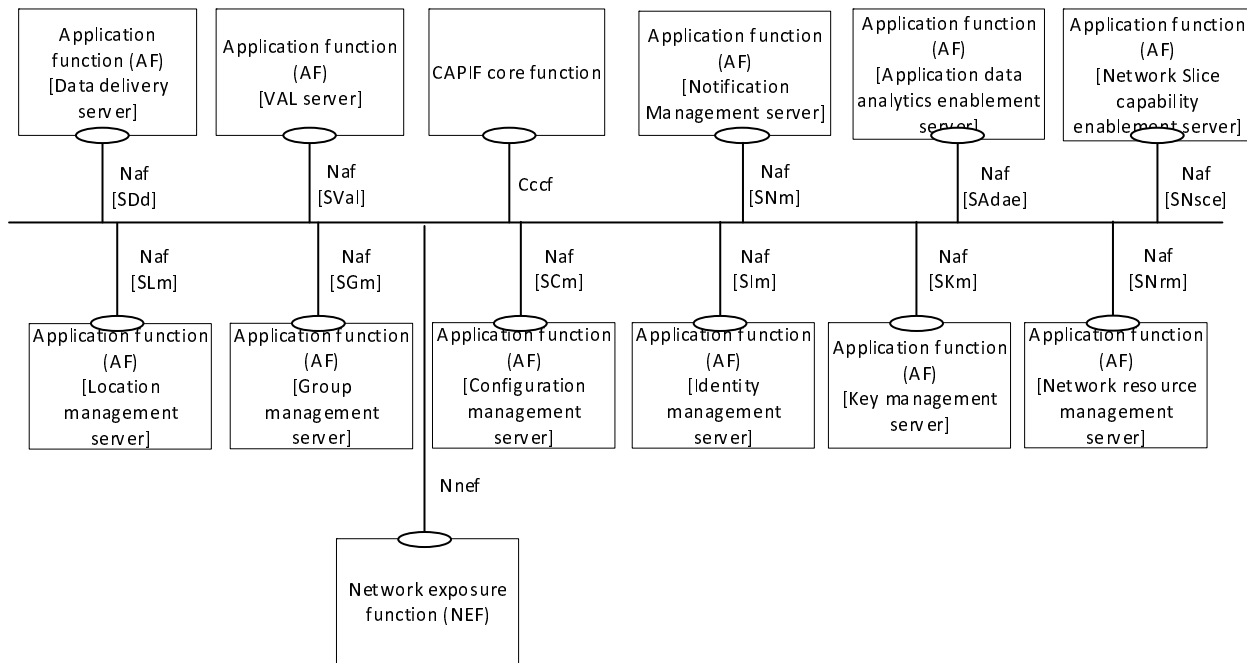 Application
function (AF)
[Data delivery
server]
Application function
(AF)
[VAL server]
CAPIF core function
Application function
(AF)
[Notification
Management server]
Application function
(AF)
[Application data
analytics enablement
server]
Application function
(AF)
[Network Slice
capability
enablement server]
Naf
[SDd]
Naf
[SVal]
Cccf
Naf
[SNm]
Naf
[SAdae]
Naf
[SNsce]
Naf
[SLm]
Naf
[SGm]
Naf
[SCm]
Naf
[SIm]
Naf
[SKm]
Naf
[SNrm]
Application function
(AF)
[Location
management
server]
Application function
(AF)
[Group
management
server]
Application function
(AF)
[Configuration
management
server]
Application function
(AF)
[Identity
management
server]
Application function
(AF)
[Key management
server]
Application function
(AF)
[Network resource
management
server]
Nnef
Network exposure
function (NEF)